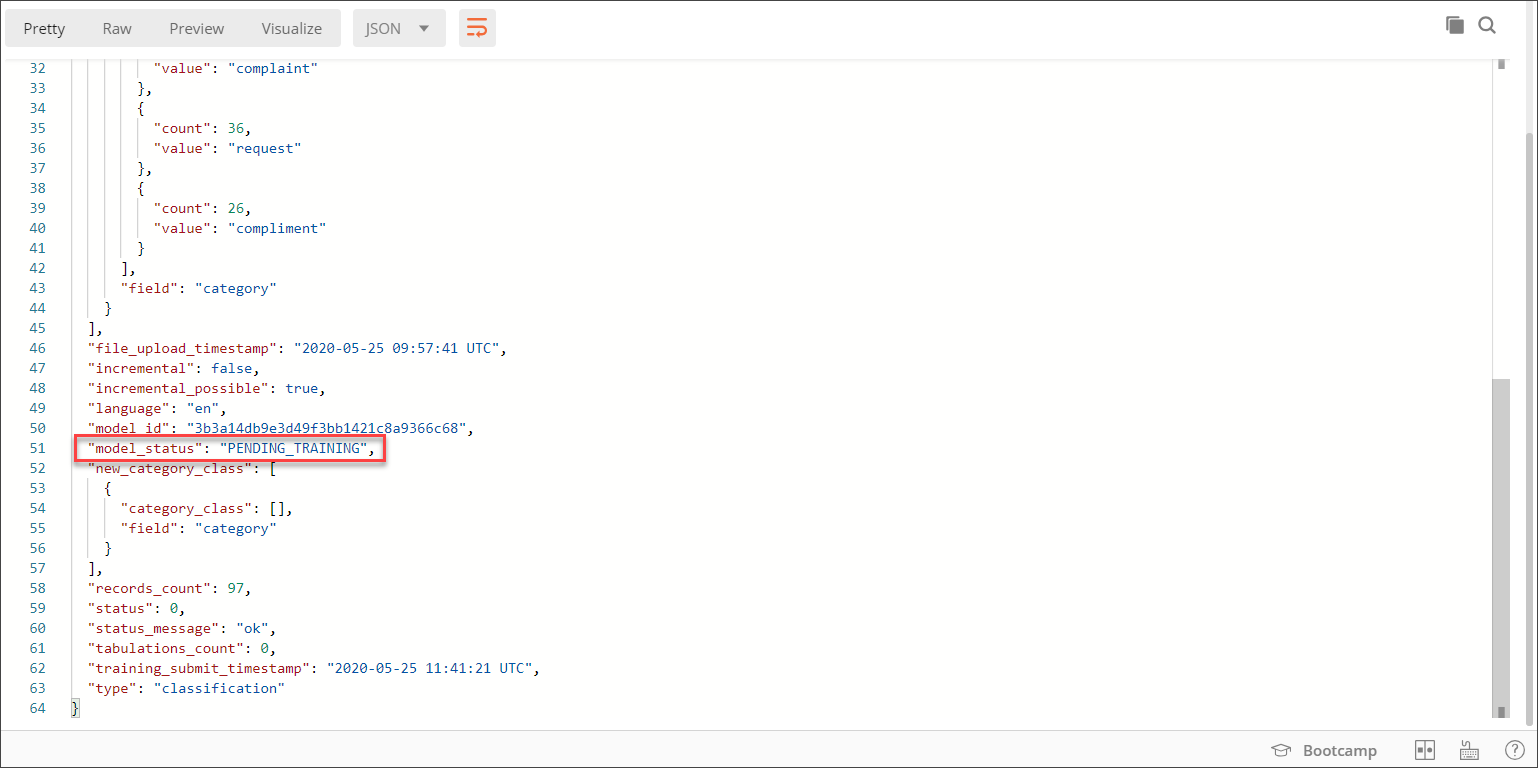 Pretty Raw Preview Visualize JSON
32 "value": "complaint"
33 },
34 {
35 "count": 36,
36 "value": "request"
37 },
38 {
39 "count": 26,
40 "value": "compliment"
41 }
42 ],
43 "field": "category"
44 }
45 ],
46 "file_upload_timestamp": "2020-05-25 09:57:41 UTC",
47 "incremental": false,
48 "incremental_possible": true,
49 "language": "en",
50 "model_id": "3b3a14db9e3d49f3bb1421c8a9366c68",
51 "model_status": "PENDING_TRAINING",
52 "new_category_class": [
53 {
54 "category_class": [],
55 "field": "category"
56 }
57 ],
58 "records_count": 97,
59 "status": 0,
60 "status_message": "ok",
61 "tabulations_count": 0,
62 "training_submit_timestamp": "2020-05-25 11:41:21 UTC",
63 "type": "classification"
64 }
Bootcamp